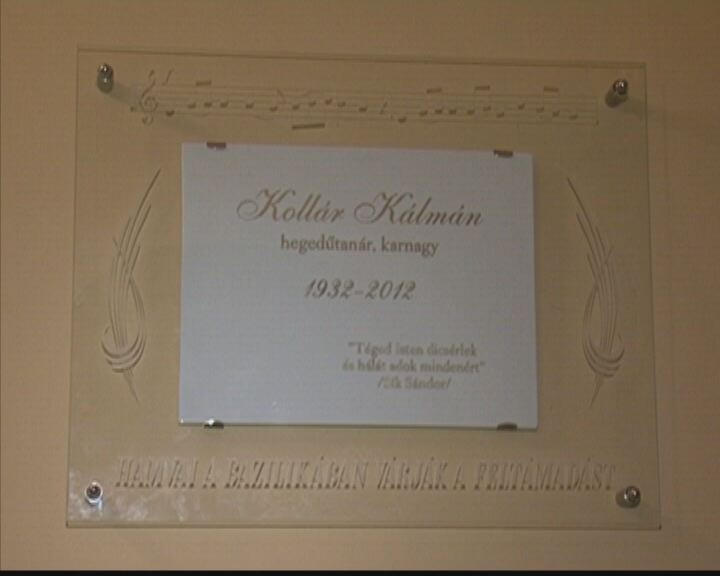 Kollár Kálmán
hegedűtanár, karnagy
1932-2012
"Téged Isten dicsérlek
és hálát adok mindenért"
/Sík Sándor/
HAMVAI A BAZILIKÁBAN VÁRJÁK A FELTÁMADÁST